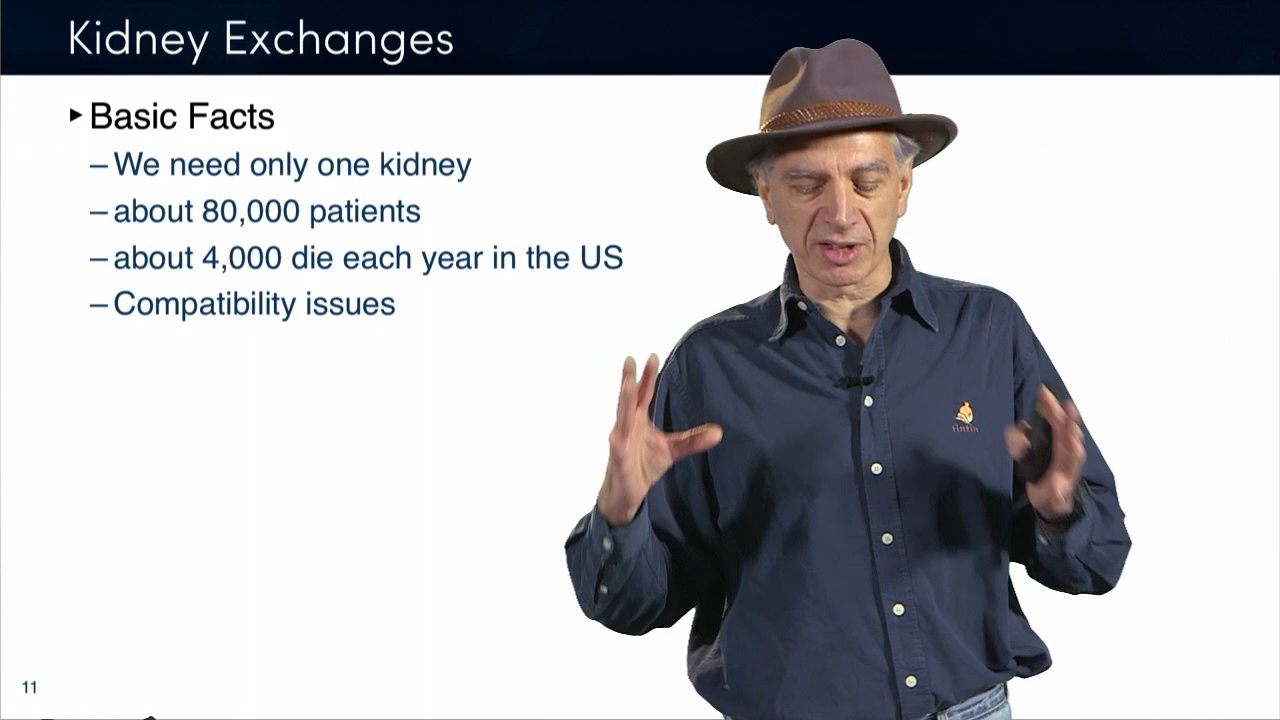 Kidney Exchanges
▸ Basic Facts
– We need only one kidney
– about 80,000 patients
– about 4,000 die each year in the US
– Compatibility issues
tintin
11